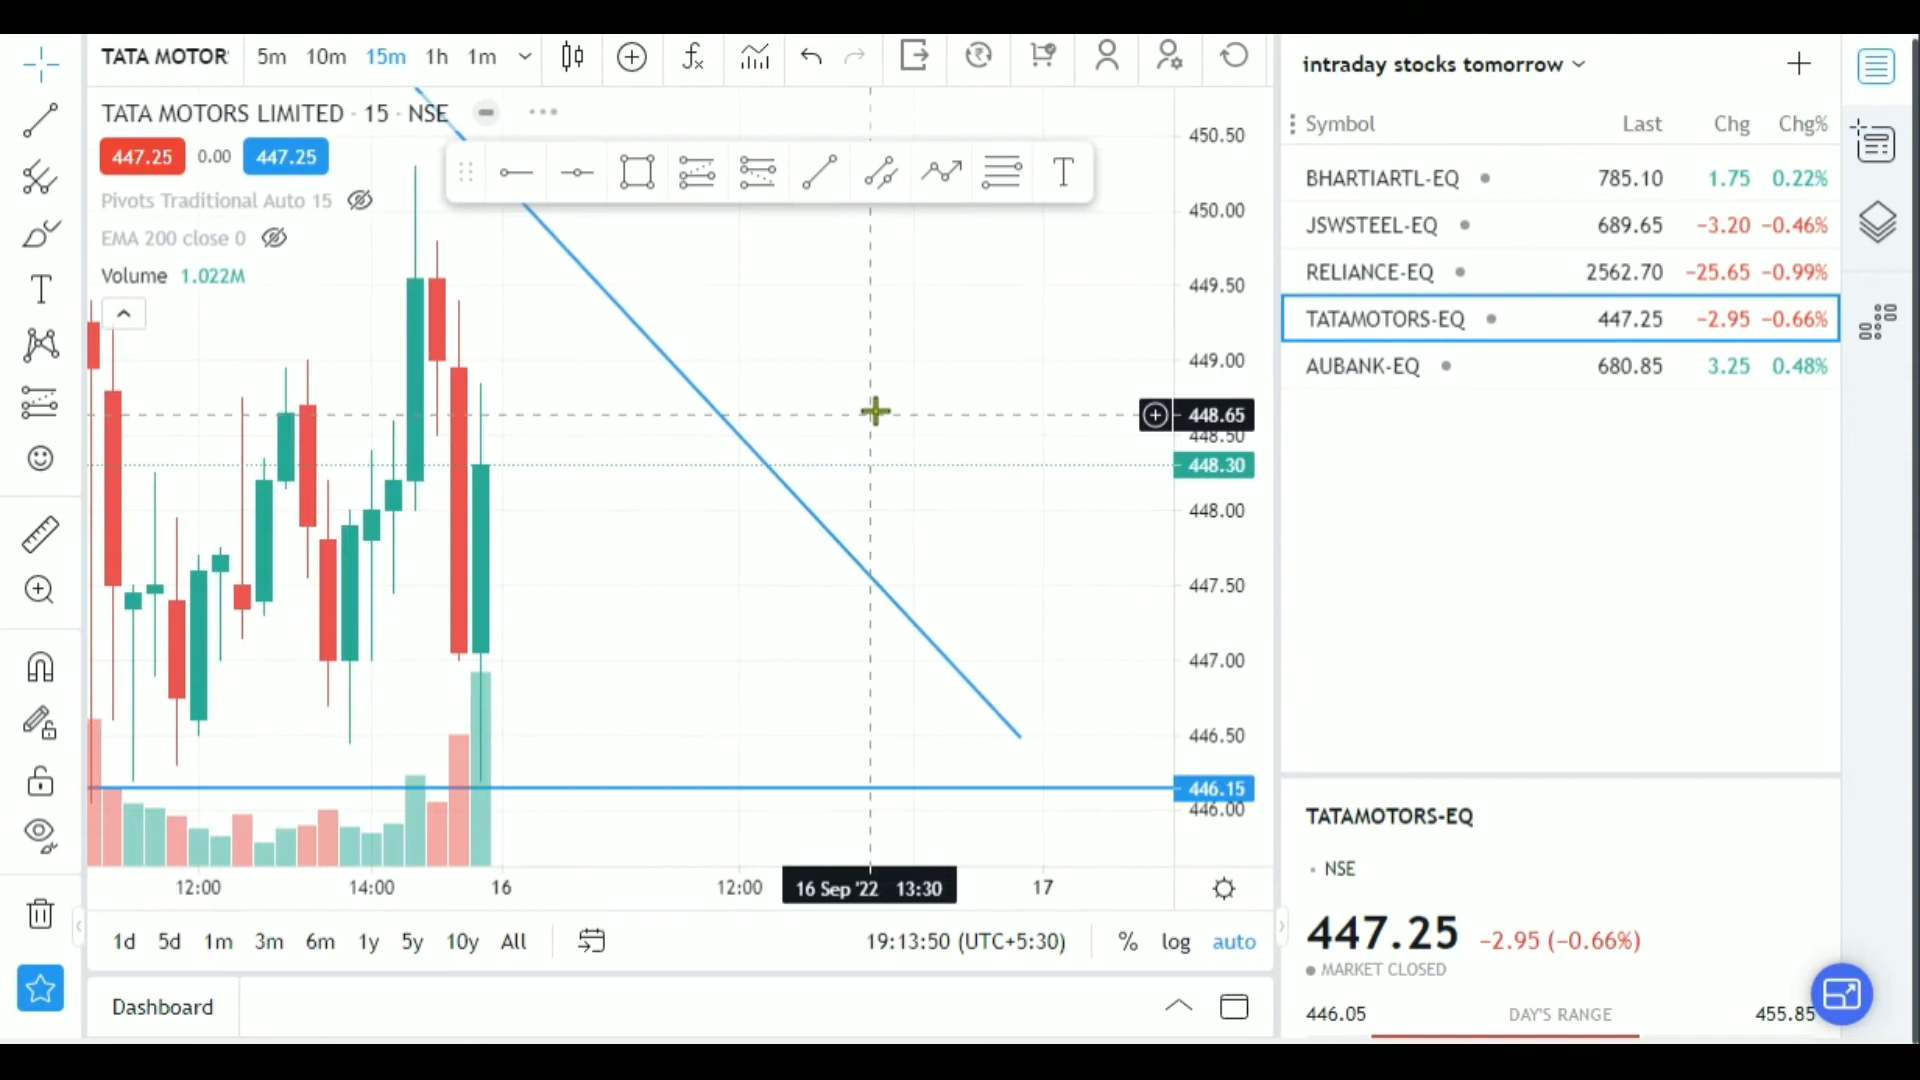 TATA MOTOR 5m 10m 15m 1h 1m
intraday stocks tomorrow
TATA MOTORS LIMITED · 15 · NSE
447.25 0.00 447.25
Pivots Traditional Auto 15
EMA 200 close 0
Volume 1.022M
T
T
450.50
450.00
449.50
449.00
448.65
448.50
448.30
448.00
447.50
447.00
446.50
446.15
446.00
12:00 14:00 16 12:00 16 Sep '22 13:30 17
1d 5d 1m 3m 6m 1y 5y 10y All 19:13:50 (UTC+5:30) % log auto
Dashboard
Symbol Last Chg Chg%
BHARTIARTL-EQ 785.10 1.75 0.22%
JSWSTEEL-EQ 689.65 −3.20 −0.46%
RELIANCE-EQ 2562.70 −25.65 −0.99%
TATAMOTORS-EQ 447.25 −2.95 −0.66%
AUBANK-EQ 680.85 3.25 0.48%
TATAMOTORS-EQ
· NSE
447.25 −2.95 (−0.66%)
MARKET CLOSED
446.05 DAY'S RANGE 455.85